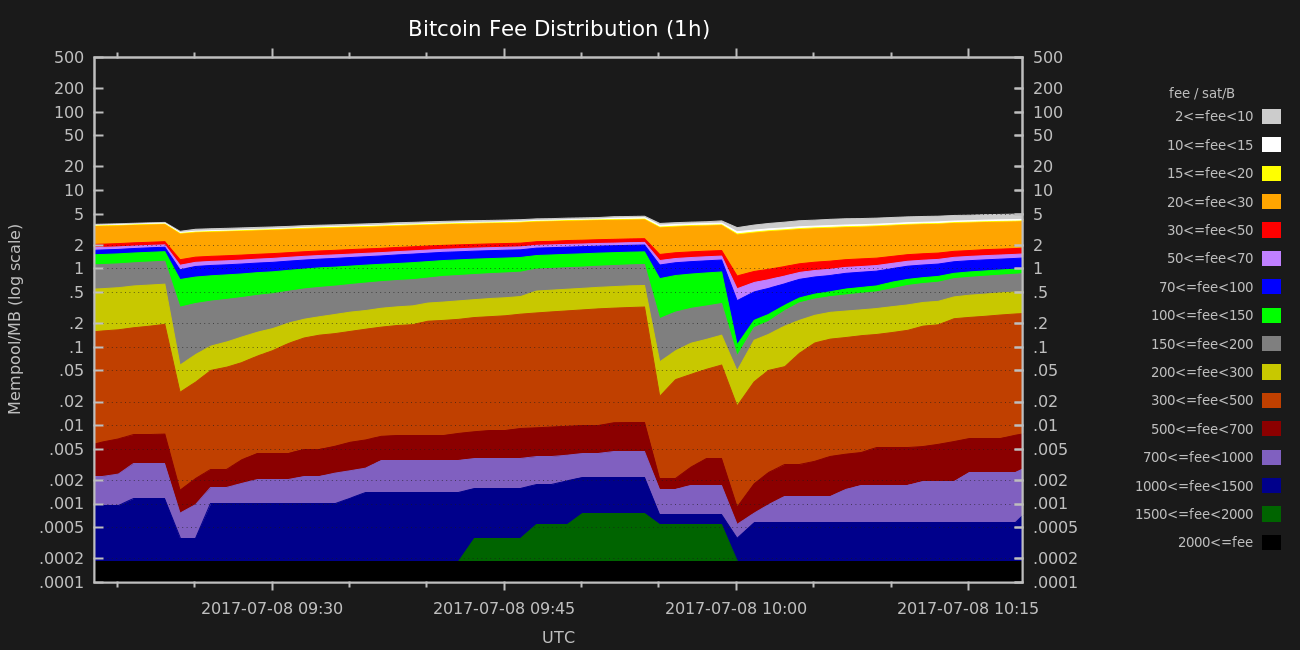 Bitcoin Fee Distribution (1h)
500
200
100
50
20
10
5
2
1
.5
.2
.1
.05
.02
.01
.005
.002
.001
.0005
.0002
.0001
Mempool/MB (log scale)
500
200
100
50
20
10
5
2
1
.5
.2
.1
.05
.02
.01
.005
.002
.001
.0005
.0002
.0001
2017-07-08 09:30 2017-07-08 09:45 2017-07-08 10:00 2017-07-08 10:15
UTC
fee / sat/B
2<=fee<10
10<=fee<15
15<=fee<20
20<=fee<30
30<=fee<50
50<=fee<70
70<=fee<100
100<=fee<150
150<=fee<200
200<=fee<300
300<=fee<500
500<=fee<700
700<=fee<1000
1000<=fee<1500
1500<=fee<2000
2000<=fee